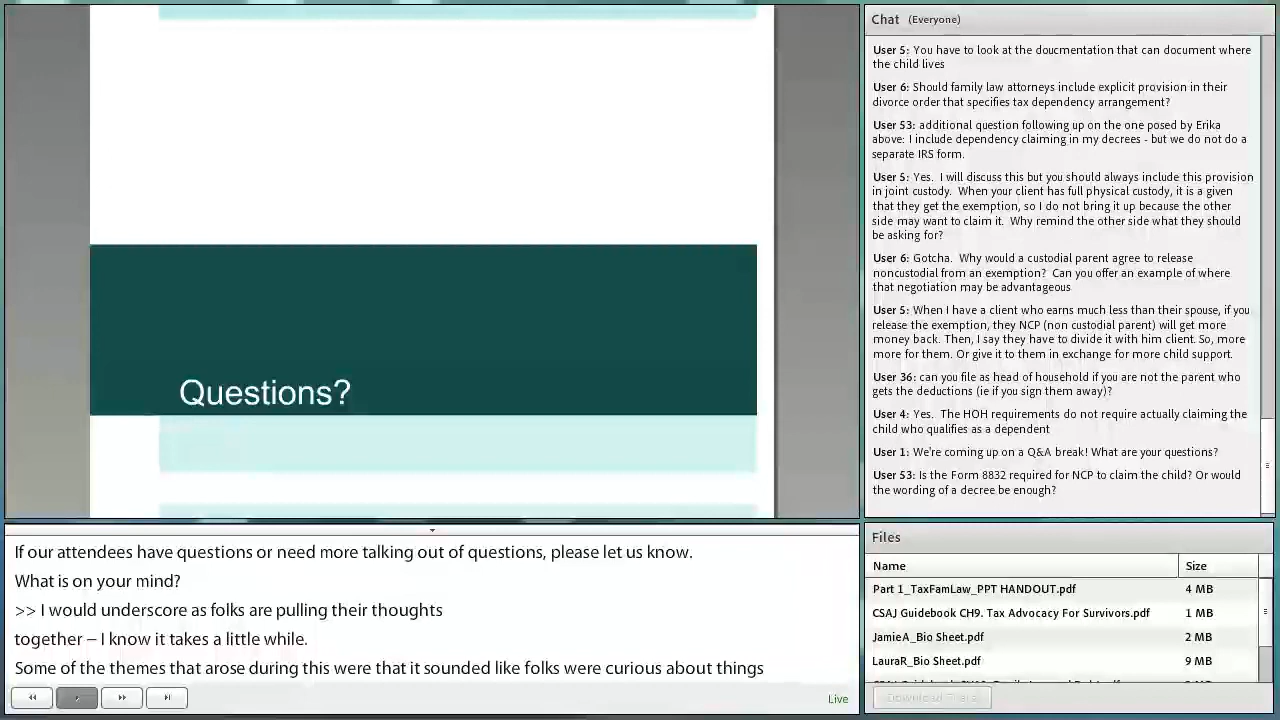 Questions?
If our attendees have questions or need more talking out of questions, please let us know.
What is on your mind?
>> I would underscore as folks are pulling their thoughts
together – I know it takes a little while.
Some of the themes that arose during this were that it sounded like folks were curious about things
Live
Chat (Everyone)
User 5: You have to look at the doucmentation that can document where
the child lives
User 6: Should family law attorneys include explicit provision in their
divorce order that specifies tax dependency arrangement?
User 53: additional question following up on the one posed by Erika
above: I include dependency claiming in my decrees - but we do not do a
separate IRS form.
User 5: Yes. I will discuss this but you should always include this provision
in joint custody. When your client has full physical custody, it is a given
that they get the exemption, so I do not bring it up because the other
side may want to claim it. Why remind the other side what they should
be asking for?
User 6: Gotcha. Why would a custodial parent agree to release
noncustodial from an exemption? Can you offer an example of where
that negotiation may be advantageous
User 5: When I have a client who earns much less than their spouse, if you
release the exemption, they NCP (non custodial parent) will get more
money back. Then, I say they have to divide it with him client. So, more
more for them. Or give it to them in exchange for more child support.
User 36: can you file as head of household if you are not the parent who
gets the deductions (ie if you sign them away)?
User 4: Yes. The HOH requirements do not require actually claiming the
child who qualifies as a dependent
User 1: We're coming up on a Q&A break! What are your questions?
User 53: Is the Form 8832 required for NCP to claim the child? Or would
the wording of a decree be enough?
Files
Name Size
Part 1_TaxFamLaw_PPT HANDOUT.pdf 4 MB
CSAJ Guidebook CH9. Tax Advocacy For Survivors.pdf 1 MB
JamieA_Bio Sheet.pdf 2 MB
LauraR_Bio Sheet.pdf 9 MB